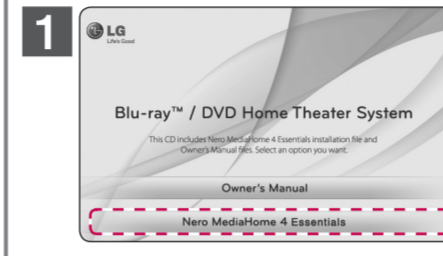 1
LG
Life's Good
Blu-ray™ / DVD Home Theater System
This CD includes Nero MediaHome 4 Essentials installation file and
Owner's Manual files. Select an option you want.
Owner's Manual
Nero MediaHome 4 Essentials